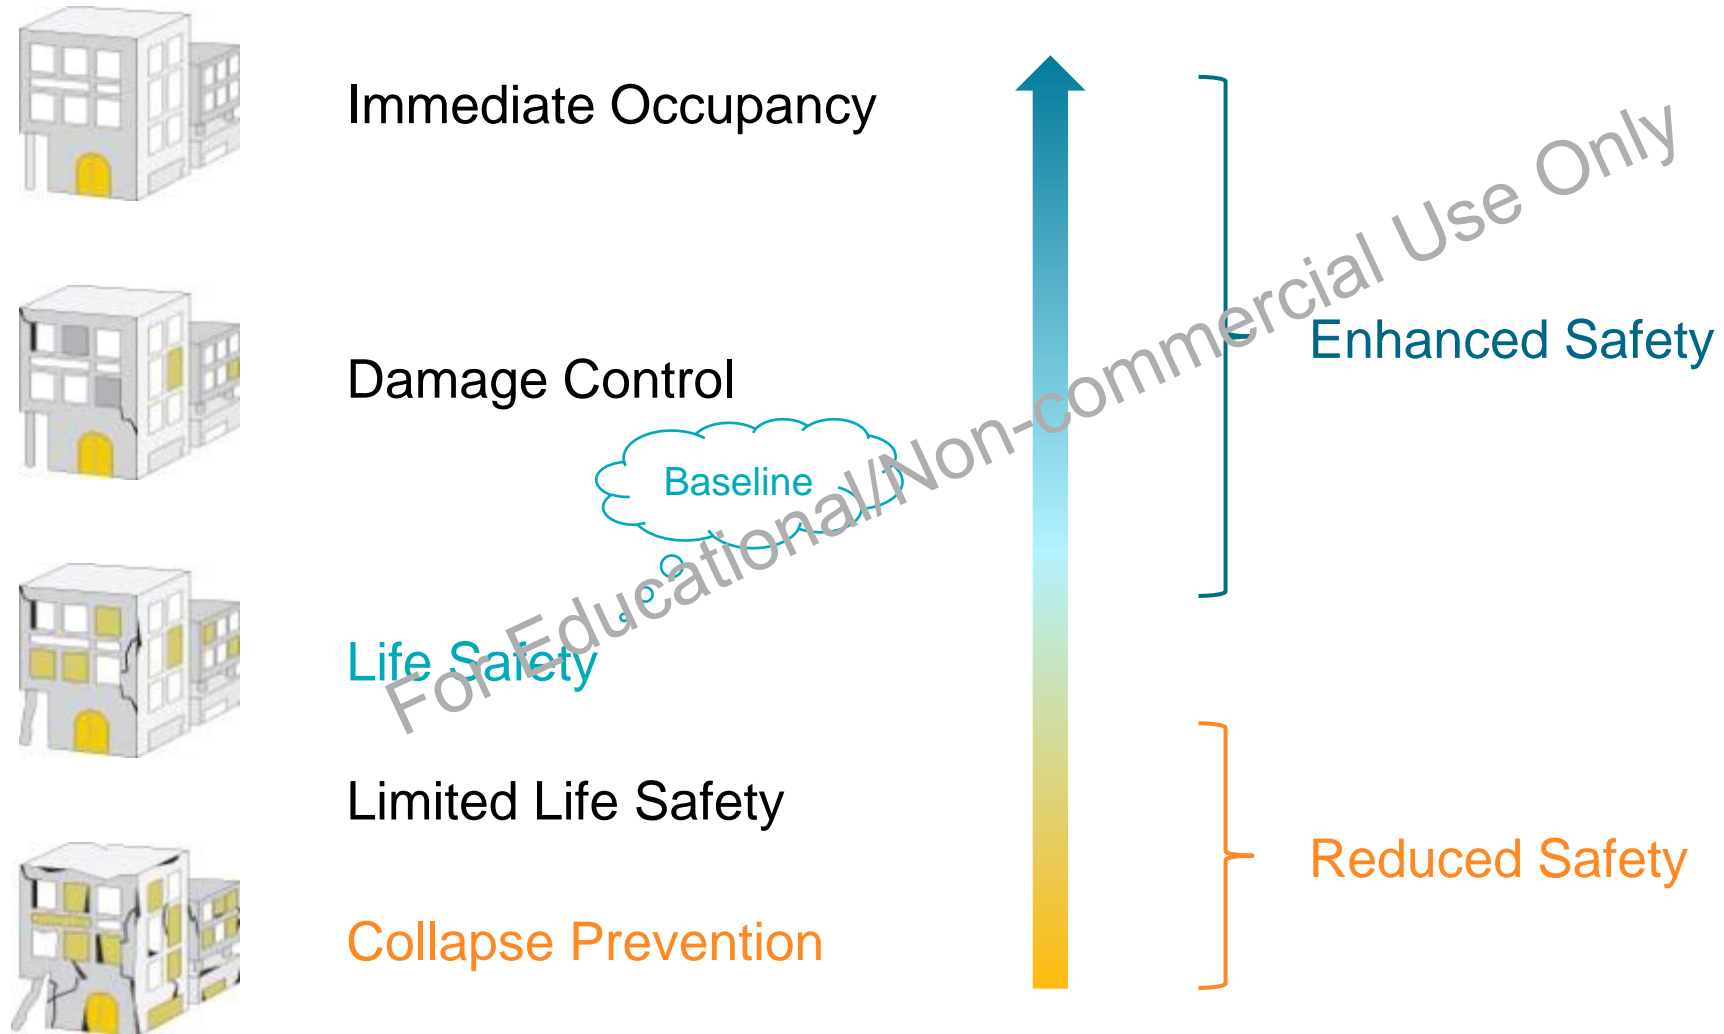 Immediate Occupancy
Damage Control
Baseline
Life Safety
Limited Life Safety
Collapse Prevention
Enhanced Safety
Reduced Safety
For Educational/Non-commercial Use Only